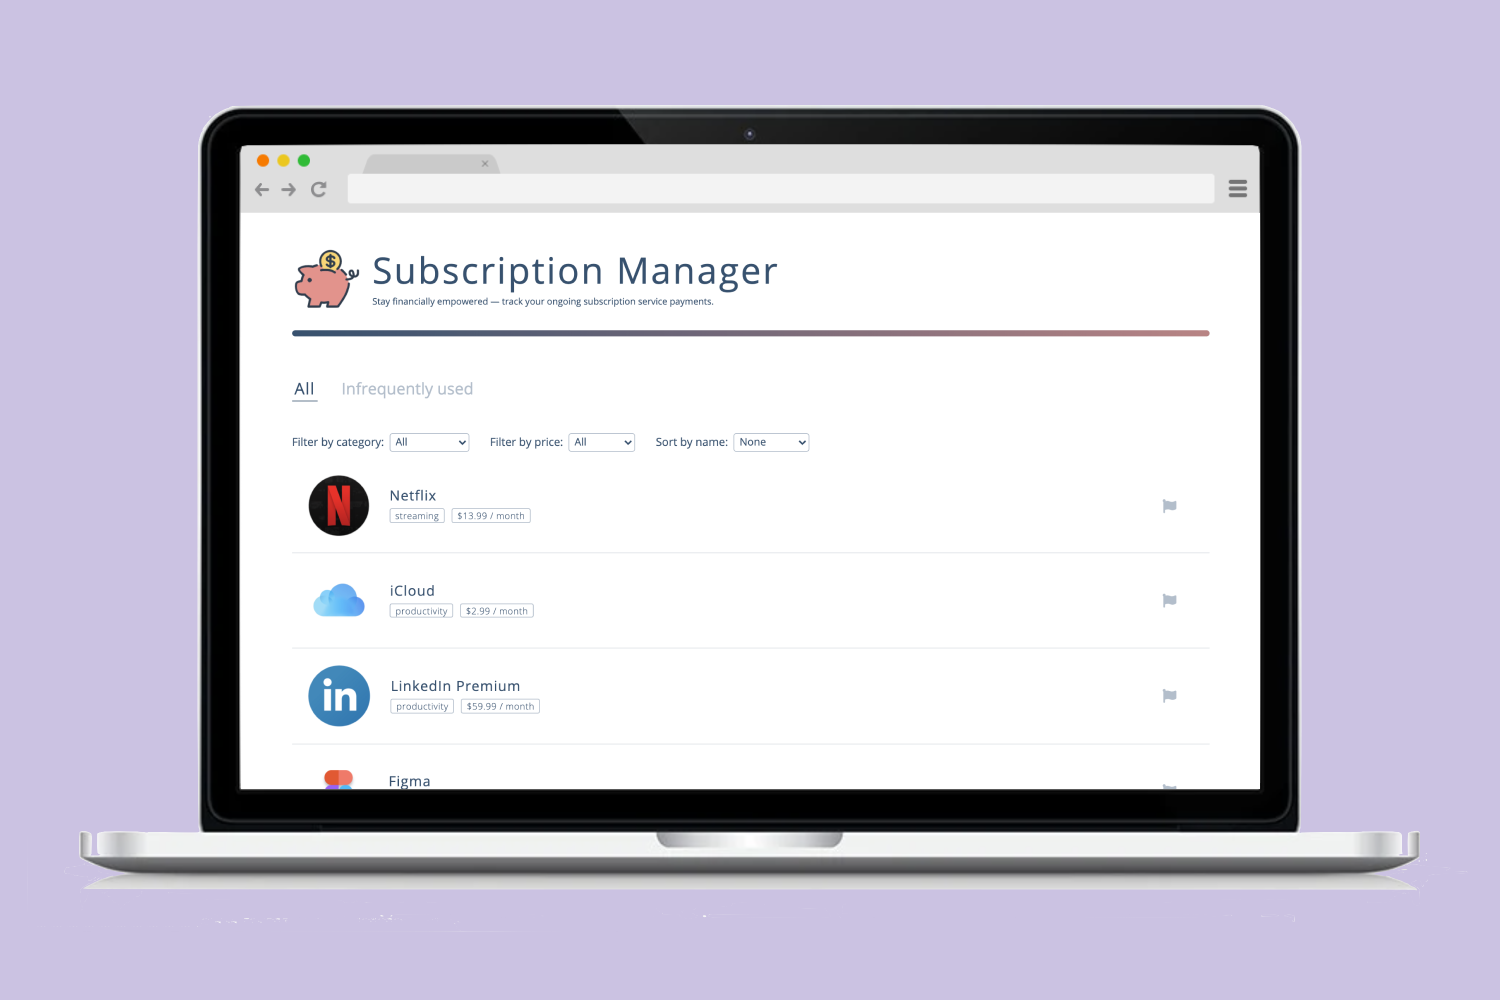 Subscription Manager
Stay financially empowered — track your ongoing subscription service payments.
All Infrequently used
Filter by category: All Filter by price: All Sort by name: None
Netflix
streaming $13.99 / month
iCloud
productivity $2.99 / month
in
LinkedIn Premium
productivity $59.99 / month
Figma